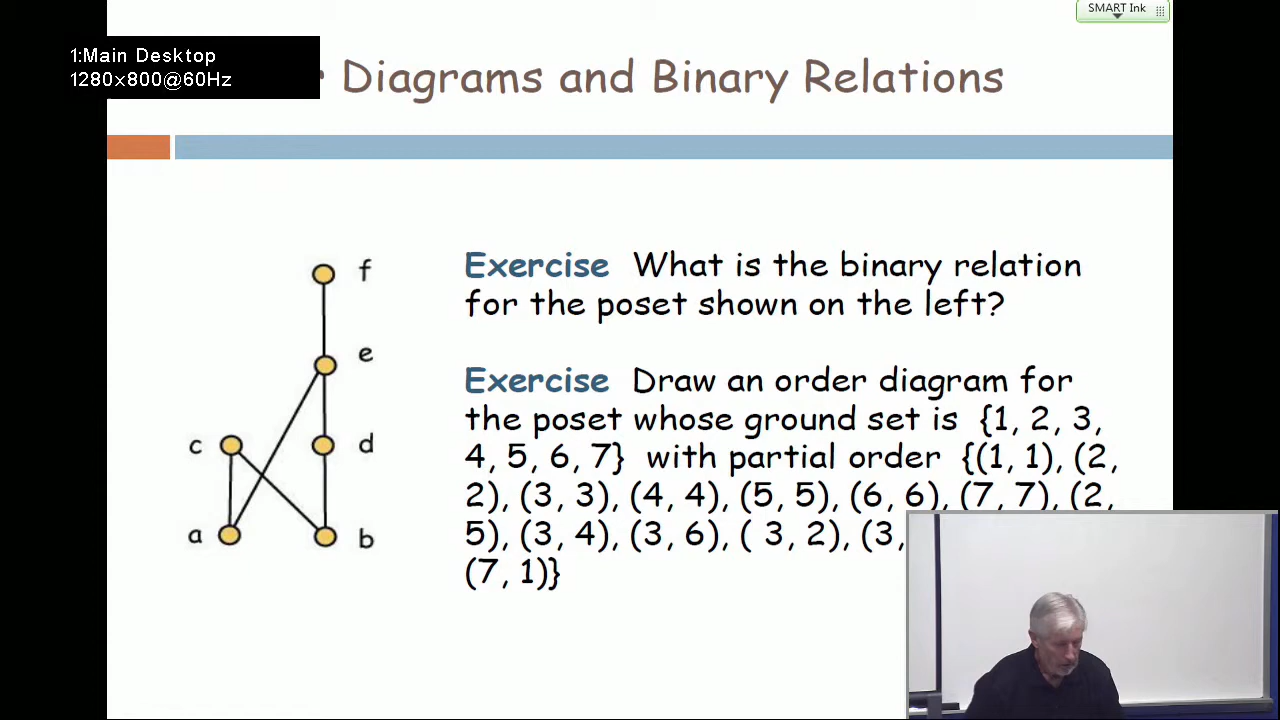 SMART Ink
1:Main Desktop
1280x800@60Hz
Diagrams and Binary Relations
f
e
c
d
a
b
Exercise What is the binary relation
for the poset shown on the left?
Exercise Draw an order diagram for
the poset whose ground set is {1, 2, 3,
4, 5, 6, 7} with partial order {(1, 1), (2,
2), (3, 3), (4, 4), (5, 5), (6, 6), (7, 7), (2,
5), (3, 4), (3, 6), ( 3, 2), (3,
(7, 1)}